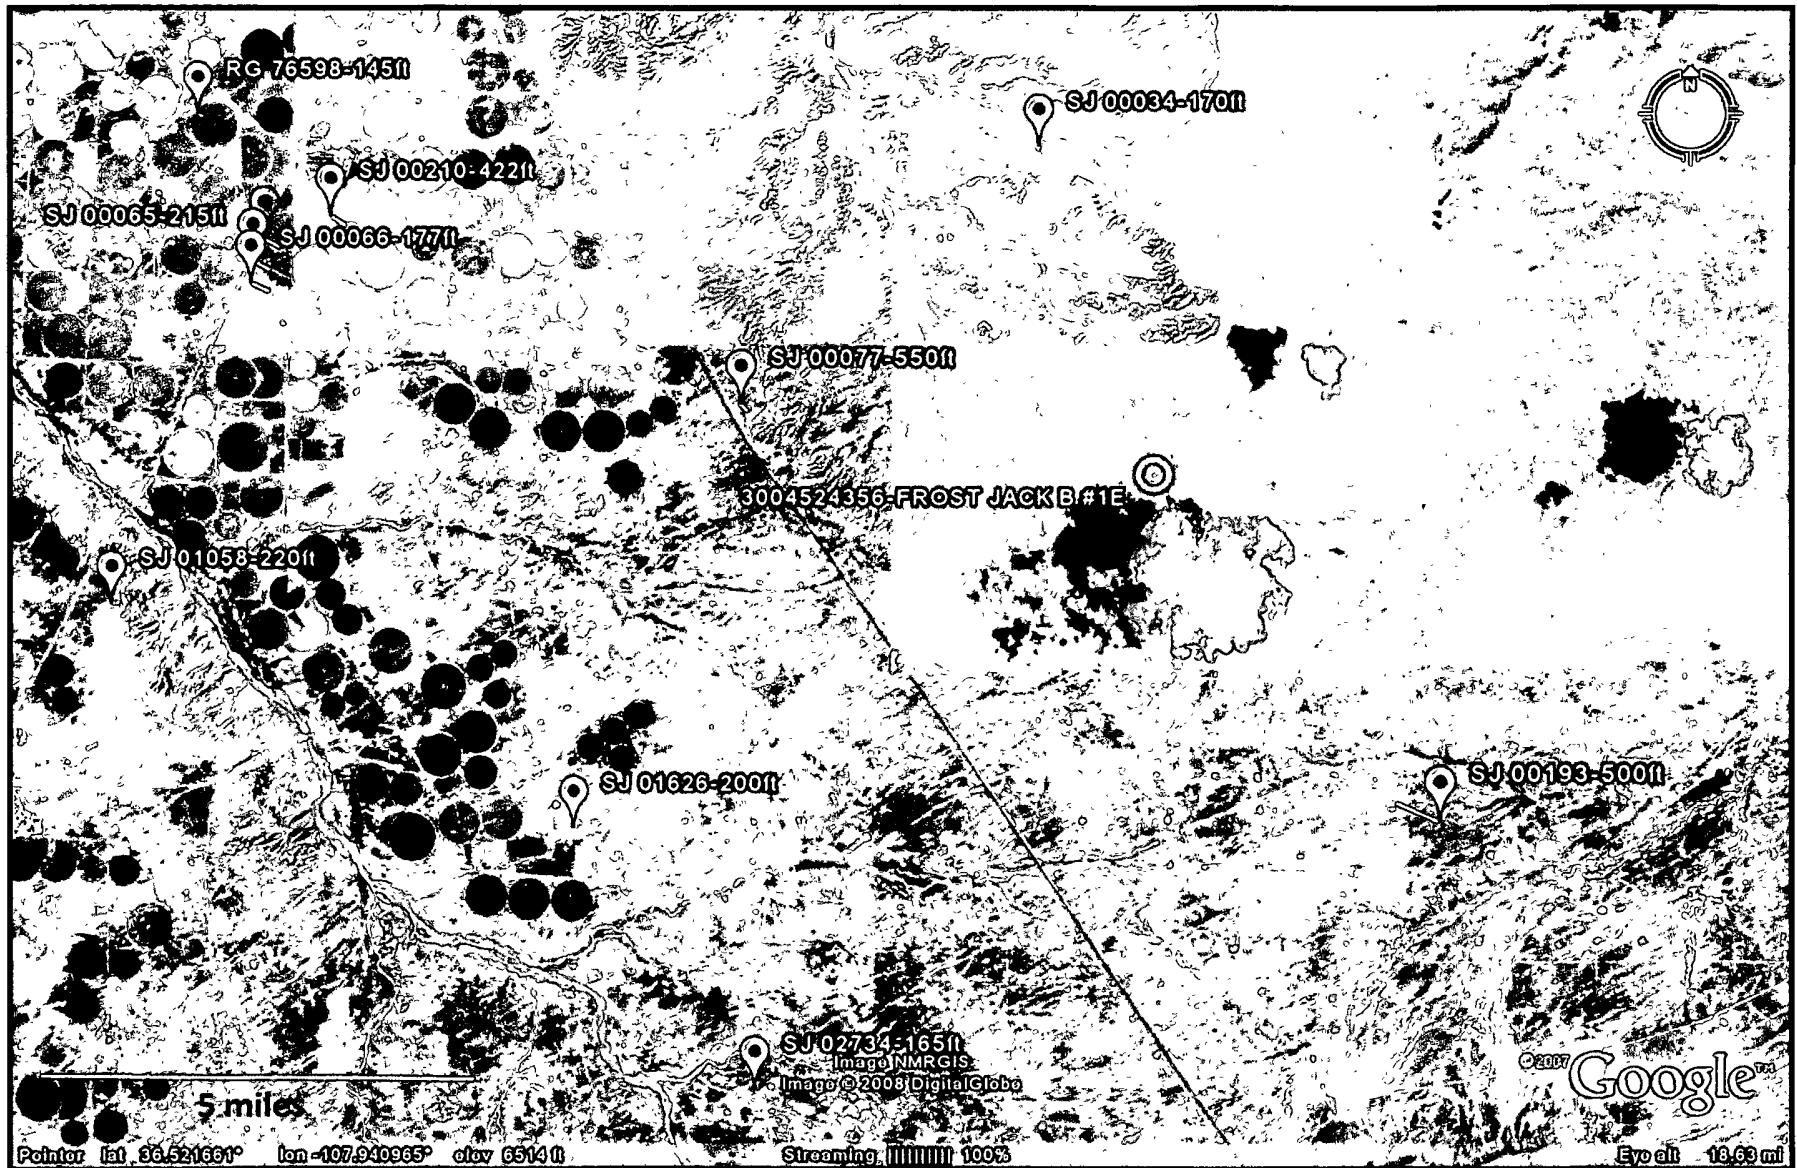 RG 76598-145ft
SJ 00034-170ft
N
SJ 00210-422ft
SJ 00065-215ft
SJ 00066-177ft
SJ 00077-550ft
3004524356-FROST JACK B #1E
SJ 01058-220ft
SJ 01626-200ft
SJ 00193-500ft
SJ 02734-165ft
Image NMRGIS
Image © 2008 DigitalGlobe
©2007 Google™
5 miles
Pointer lat 36.521661° lon -107.940965° elev 6514 ft Streaming ||||||||| 100% Eye alt 18.63 mi